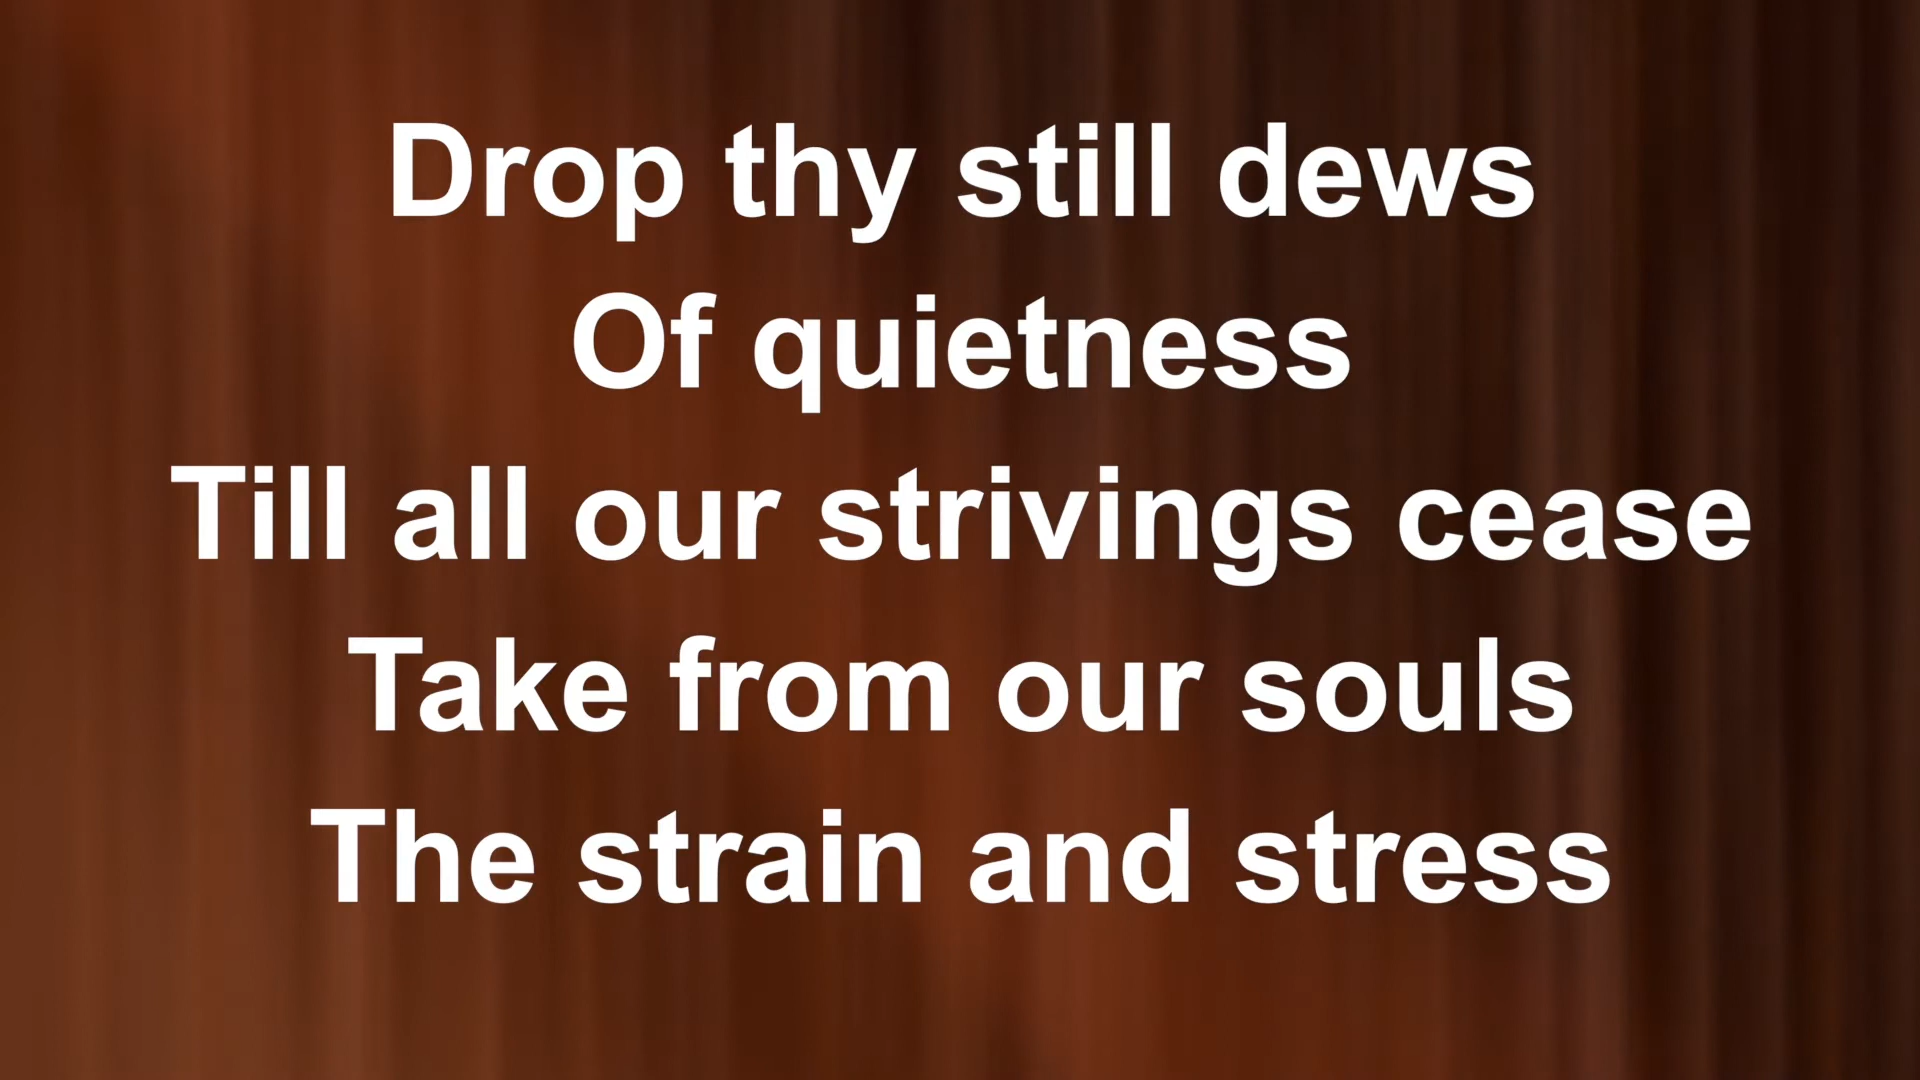 Drop thy still dews
Of quietness
Till all our strivings cease
Take from our souls
The strain and stress